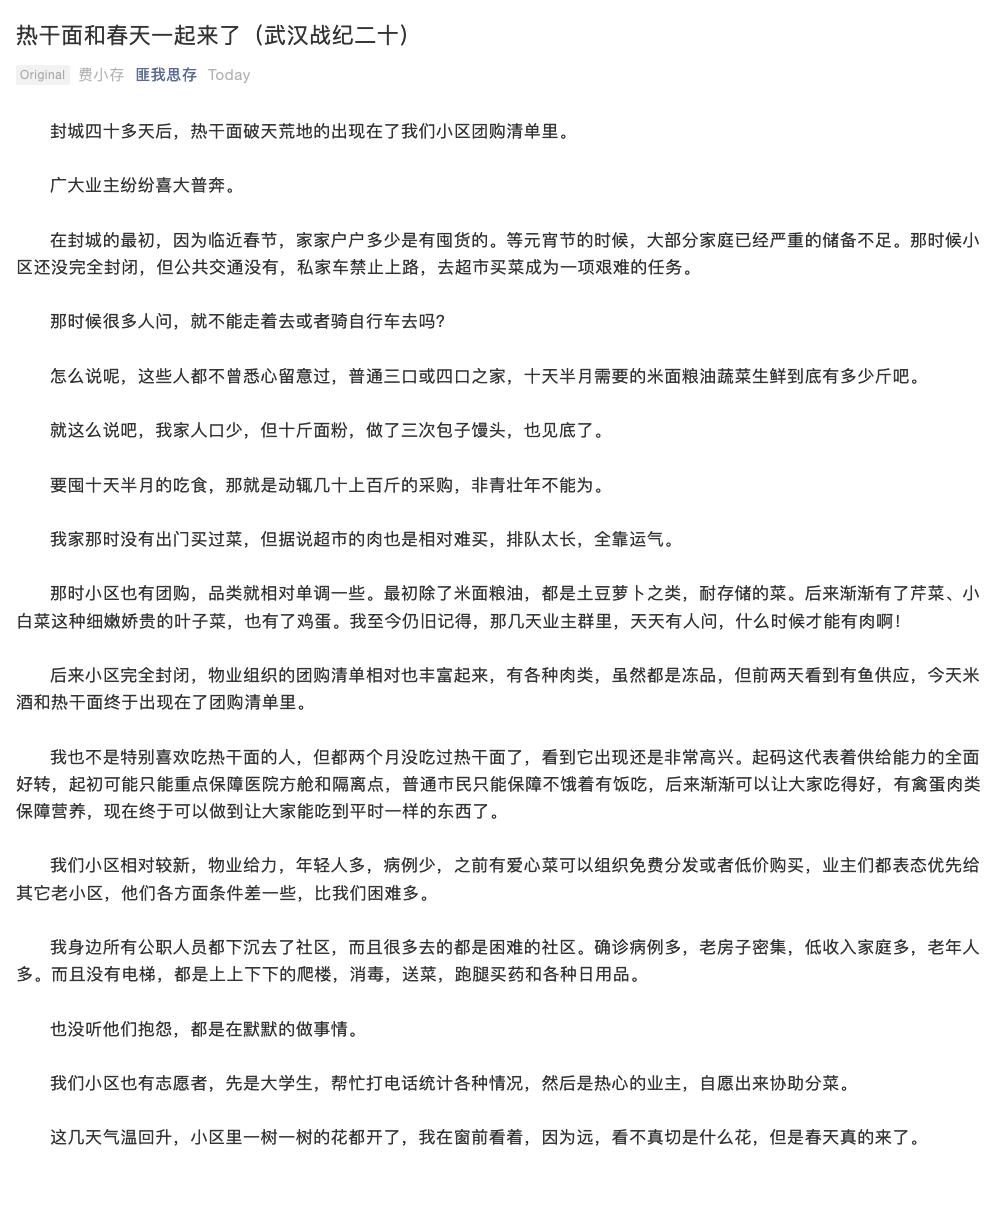 热干面和春天一起来了（武汉战纪二十）
Original 费小存 匪我思存 Today
封城四十多天后，热干面破天荒地的出现在了我们小区团购清单里。
广大业主纷纷喜大普奔。
在封城的最初，因为临近春节，家家户户多少是有囤货的。等元宵节的时候，大部分家庭已经严重的储备不足。那时候小
区还没完全封闭，但公共交通没有，私家车禁止上路，去超市买菜成为一项艰难的任务。
那时候很多人问，就不能走着去或者骑自行车去吗？
怎么说呢，这些人都不曾悉心留意过，普通三口或四口之家，十天半月需要的米面粮油蔬菜生鲜到底有多少斤吧。
就这么说吧，我家人口少，但十斤面粉，做了三次包子馒头，也见底了。
要囤十天半月的吃食，那就是动辄几十上百斤的采购，非青壮年不能为。
我家那时没有出门买过菜，但据说超市的肉也是相对难买，排队太长，全靠运气。
那时小区也有团购，品类就相对单调一些。最初除了米面粮油，都是土豆萝卜之类，耐存储的菜。后来渐渐有了芹菜、小
白菜这种细嫩娇贵的叶子菜，也有了鸡蛋。我至今仍旧记得，那几天业主群里，天天有人问，什么时候才能有肉啊！
后来小区完全封闭，物业组织的团购清单相对也丰富起来，有各种肉类，虽然都是冻品，但前两天看到有鱼供应，今天米
酒和热干面终于出现在了团购清单里。
我也不是特别喜欢吃热干面的人，但都两个月没吃过热干面了，看到它出现还是非常高兴。起码这代表着供给能力的全面
好转，起初可能只能重点保障医院方舱和隔离点，普通市民只能保障不饿着有饭吃，后来渐渐可以让大家吃得好，有禽蛋肉类
保障营养，现在终于可以做到让大家能吃到平时一样的东西了。
我们小区相对较新，物业给力，年轻人多，病例少，之前有爱心菜可以组织免费分发或者低价购买，业主们都表态优先给
其它老小区，他们各方面条件差一些，比我们困难多。
我身边所有公职人员都下沉去了社区，而且很多去的都是困难的社区。确诊病例多，老房子密集，低收入家庭多，老年人
多。而且没有电梯，都是上上下下的爬楼，消毒，送菜，跑腿买药和各种日用品。
也没听他们抱怨，都是在默默的做事情。
我们小区也有志愿者，先是大学生，帮忙打电话统计各种情况，然后是热心的业主，自愿出来协助分菜。
这几天气温回升，小区里一树一树的花都开了，我在窗前看着，因为远，看不真切是什么花，但是春天真的来了。